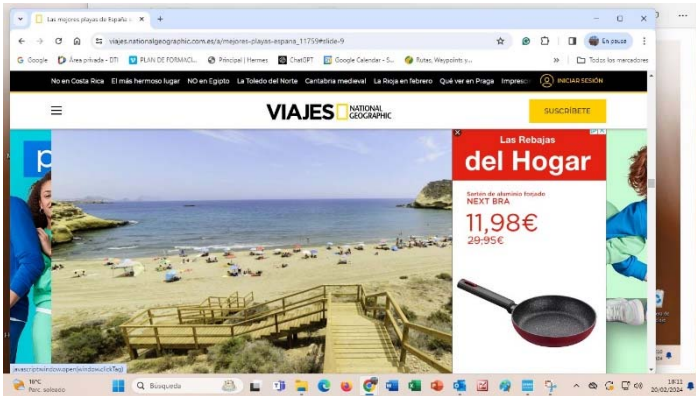 Las mejores playas de España -
viajes.nationalgeographic.com.es/a/mejores-playas-espana_11759#slide-9
En pausa
Google
Área privada - DTI
PLAN DE FORMACI...
Principal | Hermes
ChatGPT
Google Calendar - S...
Rutas, Waypoints y...
Todos los marcadores
No en Costa Rica El más hermoso lugar NO en Egipto La Toledo del Norte Cantabria medieval La Rioja en febrero Qué ver en Praga
INICIAR SESIÓN
VIAJES NATIONAL
GEOGRAPHIC
SUSCRÍBETE
p
Las Rebajas
del Hogar
Sartén de aluminio forjado
NEXT BRA
11,98€
29,95€
javascript:window.open(window.clickTag)
18°C
Parc. soleado
Búsqueda
18:11
20/02/2024